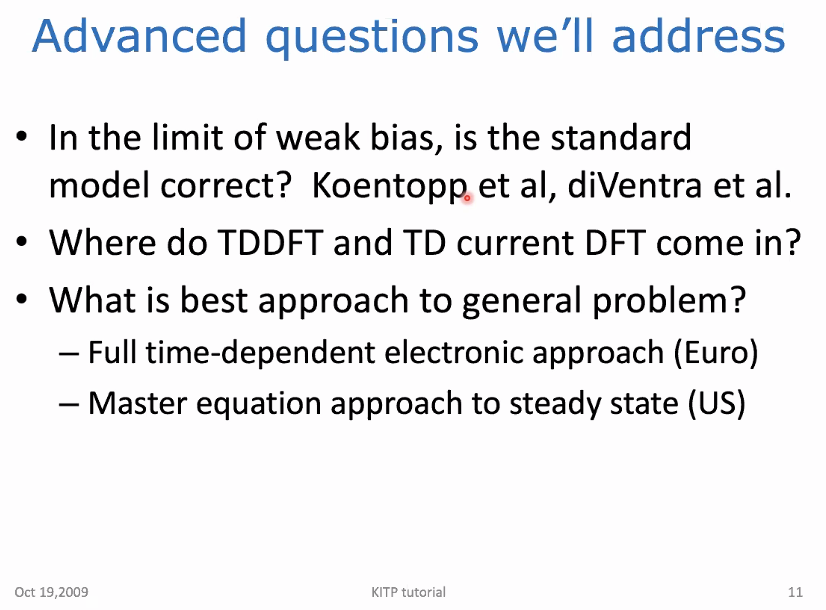 Advanced questions we’ll address
• In the limit of weak bias, is the standard
model correct? Koentopp et al, diVentra et al.
• Where do TDDFT and TD current DFT come in?
• What is best approach to general problem?
– Full time-dependent electronic approach (Euro)
– Master equation approach to steady state (US)
Oct 19,2009 KITP tutorial 11